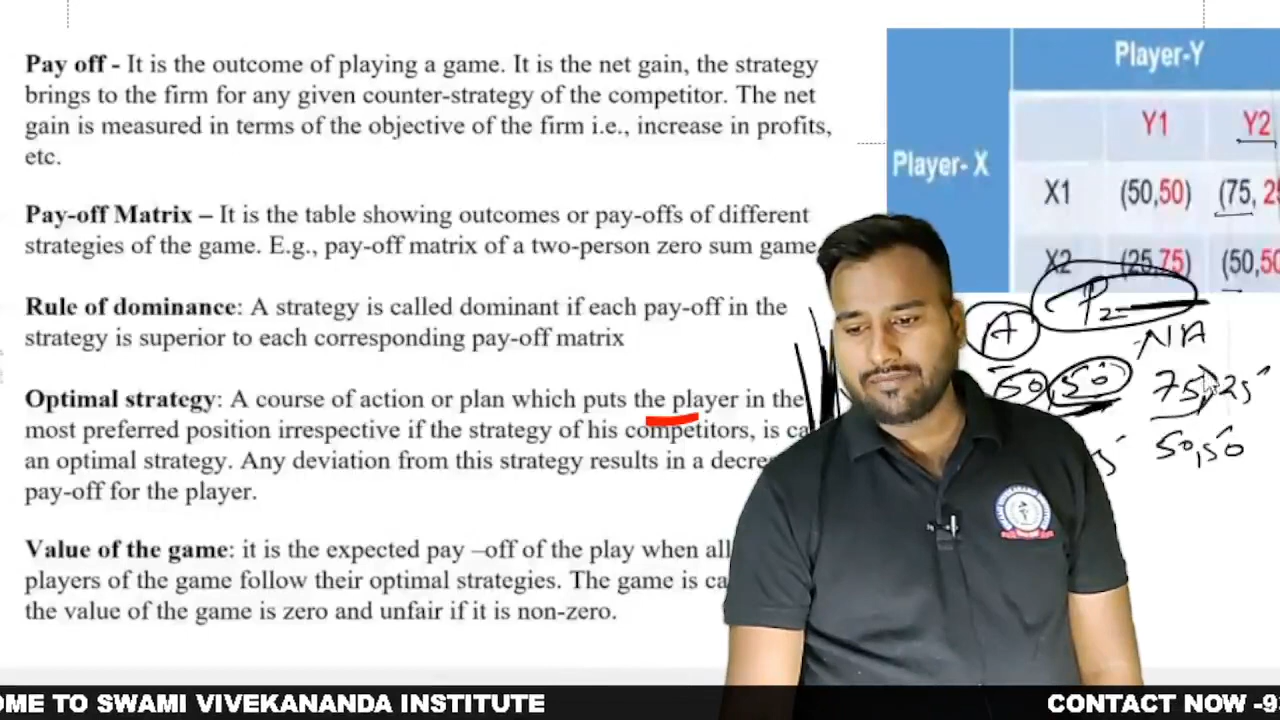 Pay off - It is the outcome of playing a game. It is the net gain, the strategy
brings to the firm for any given counter-strategy of the competitor. The net
gain is measured in terms of the objective of the firm i.e., increase in profits,
etc.
Pay-off Matrix – It is the table showing outcomes or pay-offs of different
strategies of the game. E.g., pay-off matrix of a two-person zero sum game
Rule of dominance: A strategy is called dominant if each pay-off in the
strategy is superior to each corresponding pay-off matrix
Optimal strategy: A course of action or plan which puts the player in the
most preferred position irrespective if the strategy of his competitors, is ca
an optimal strategy. Any deviation from this strategy results in a decre
pay-off for the player.
Value of the game: it is the expected pay –off of the play when all
players of the game follow their optimal strategies. The game is ca
the value of the game is zero and unfair if it is non-zero.
Player-Y
Y1 Y2
Player- X
X1 (50,50) (75, 25
X2 (25,75) (50,50
A P2
NA
50,50 75,25
50,50
OME TO SWAMI VIVEKANANDA INSTITUTE
CONTACT NOW -93